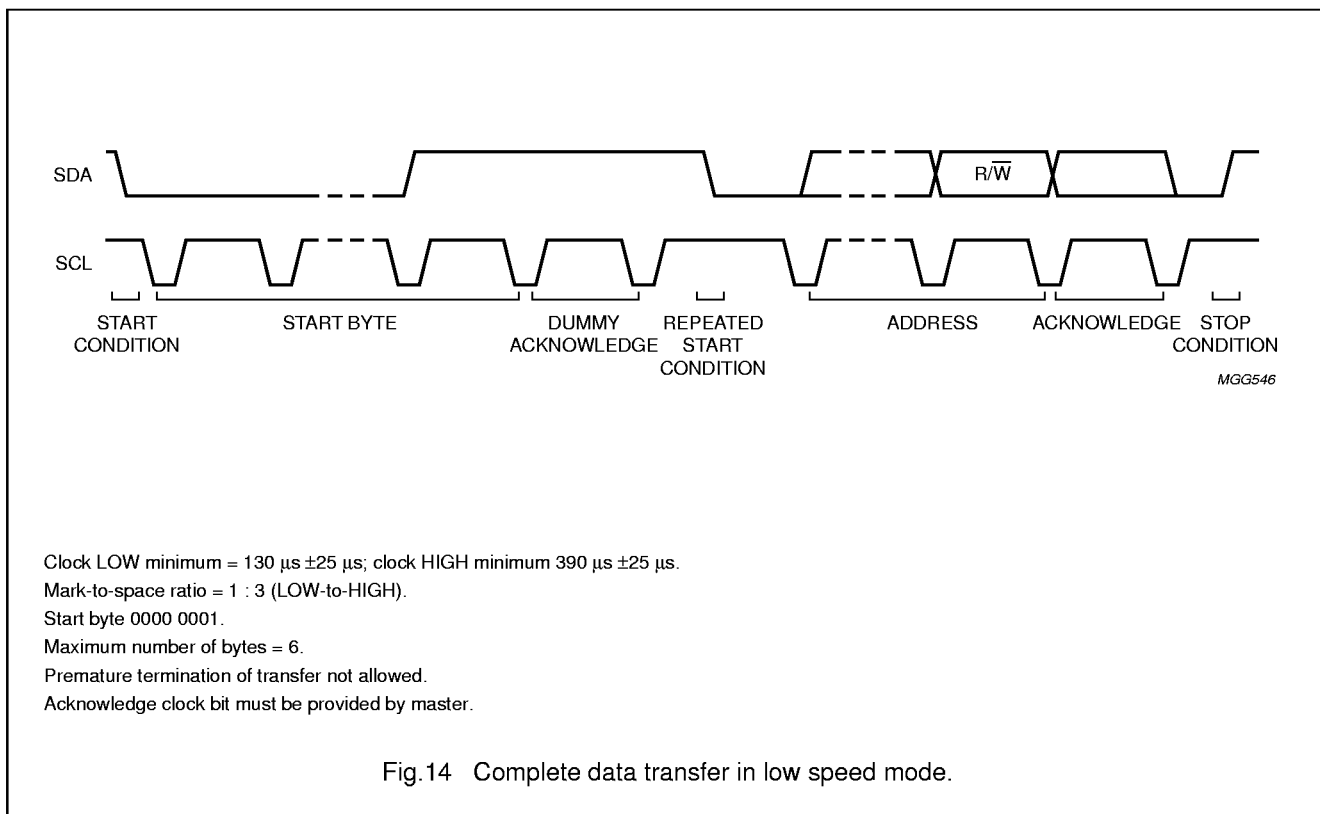 SDA
R/W̅
SCL
START CONDITION
START BYTE
DUMMY ACKNOWLEDGE
REPEATED START CONDITION
ADDRESS
ACKNOWLEDGE
STOP CONDITION
MGG546
Clock LOW minimum = 130 μs ±25 μs; clock HIGH minimum 390 μs ±25 μs.
Mark-to-space ratio = 1 : 3 (LOW-to-HIGH).
Start byte 0000 0001.
Maximum number of bytes = 6.
Premature termination of transfer not allowed.
Acknowledge clock bit must be provided by master.
Fig.14 Complete data transfer in low speed mode.